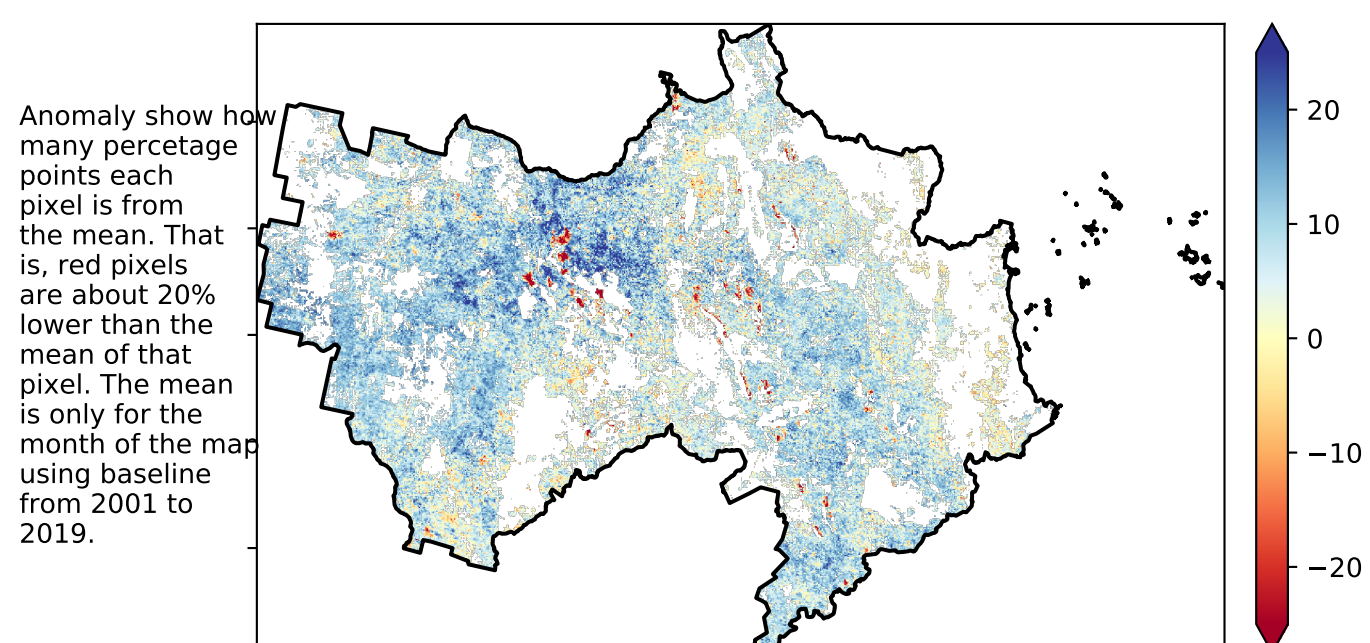 Anomaly show how
many percetage
points each
pixel is from
the mean. That
is, red pixels
are about 20%
lower than the
mean of that
pixel. The mean
is only for the
month of the map
using baseline
from 2001 to
2019.
20
10
0
−10
−20